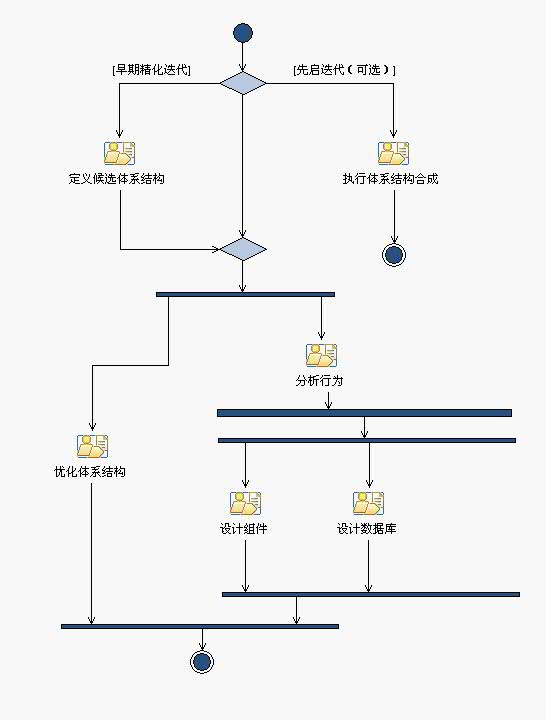 [早期精化迭代]
[先启迭代（可选）]
定义候选体系结构
执行体系结构合成
分析行为
优化体系结构
设计组件
设计数据库